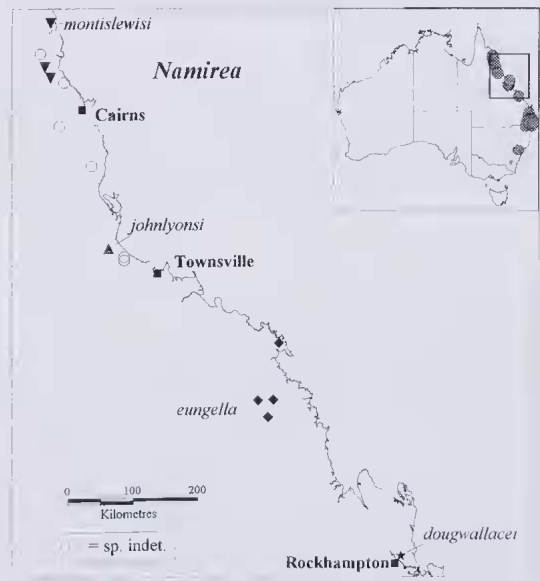 montislewisi
Namirea
Cairns
johnlyonsi
Townsville
eungella
0 100 200
Kilometres
= sp. indet.
dougwallacei
Rockhampton